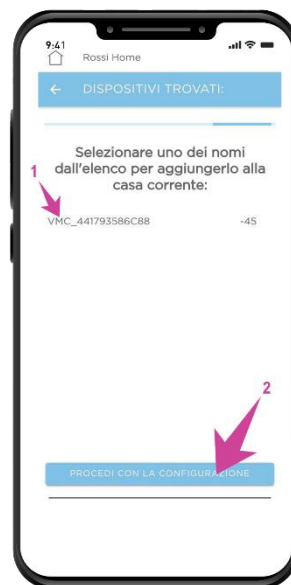 9:41
Rossi Home
← DISPOSITIVI TROVATI:
Selezionare uno dei nomi
dall'elenco per aggiungerlo alla
casa corrente:
1
VMC_441793586C88 -45
2
PROCEDI CON LA CONFIGURAZIONE